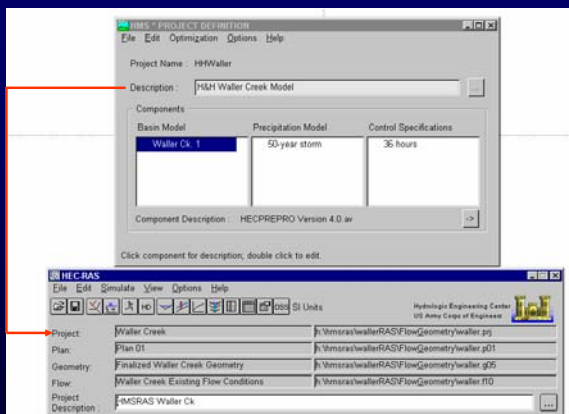 HMS * PROJECT DEFINITION
File Edit Optimization Options Help
Project Name : HHWaller
Description : H&H Waller Creek Model ...
Components
Basin Model Precipitation Model Control Specifications
Waller Ck. 1 50-year storm 36 hours
Component Description : HECPREPRO Version 4.0.av ->
Click component for description; double click to edit.
HEC-RAS
File Edit Simulate View Options Help
HD DSS SI Units
Hydrologic Engineering Center
US Army Corps of Engineers
Project: Waller Creek h:\hmsras\wallerRAS\FlowGeometry\waller.prj
Plan: Plan 01 h:\hmsras\wallerRAS\FlowGeometry\waller.p01
Geometry: Finalized Waller Creek Geometry h:\hmsras\wallerRAS\FlowGeometry\waller.g05
Flow: Waller Creek Existing Flow Conditions h:\hmsras\wallerRAS\FlowGeometry\waller.f10
Project
Description : HMSRAS Waller Ck ...